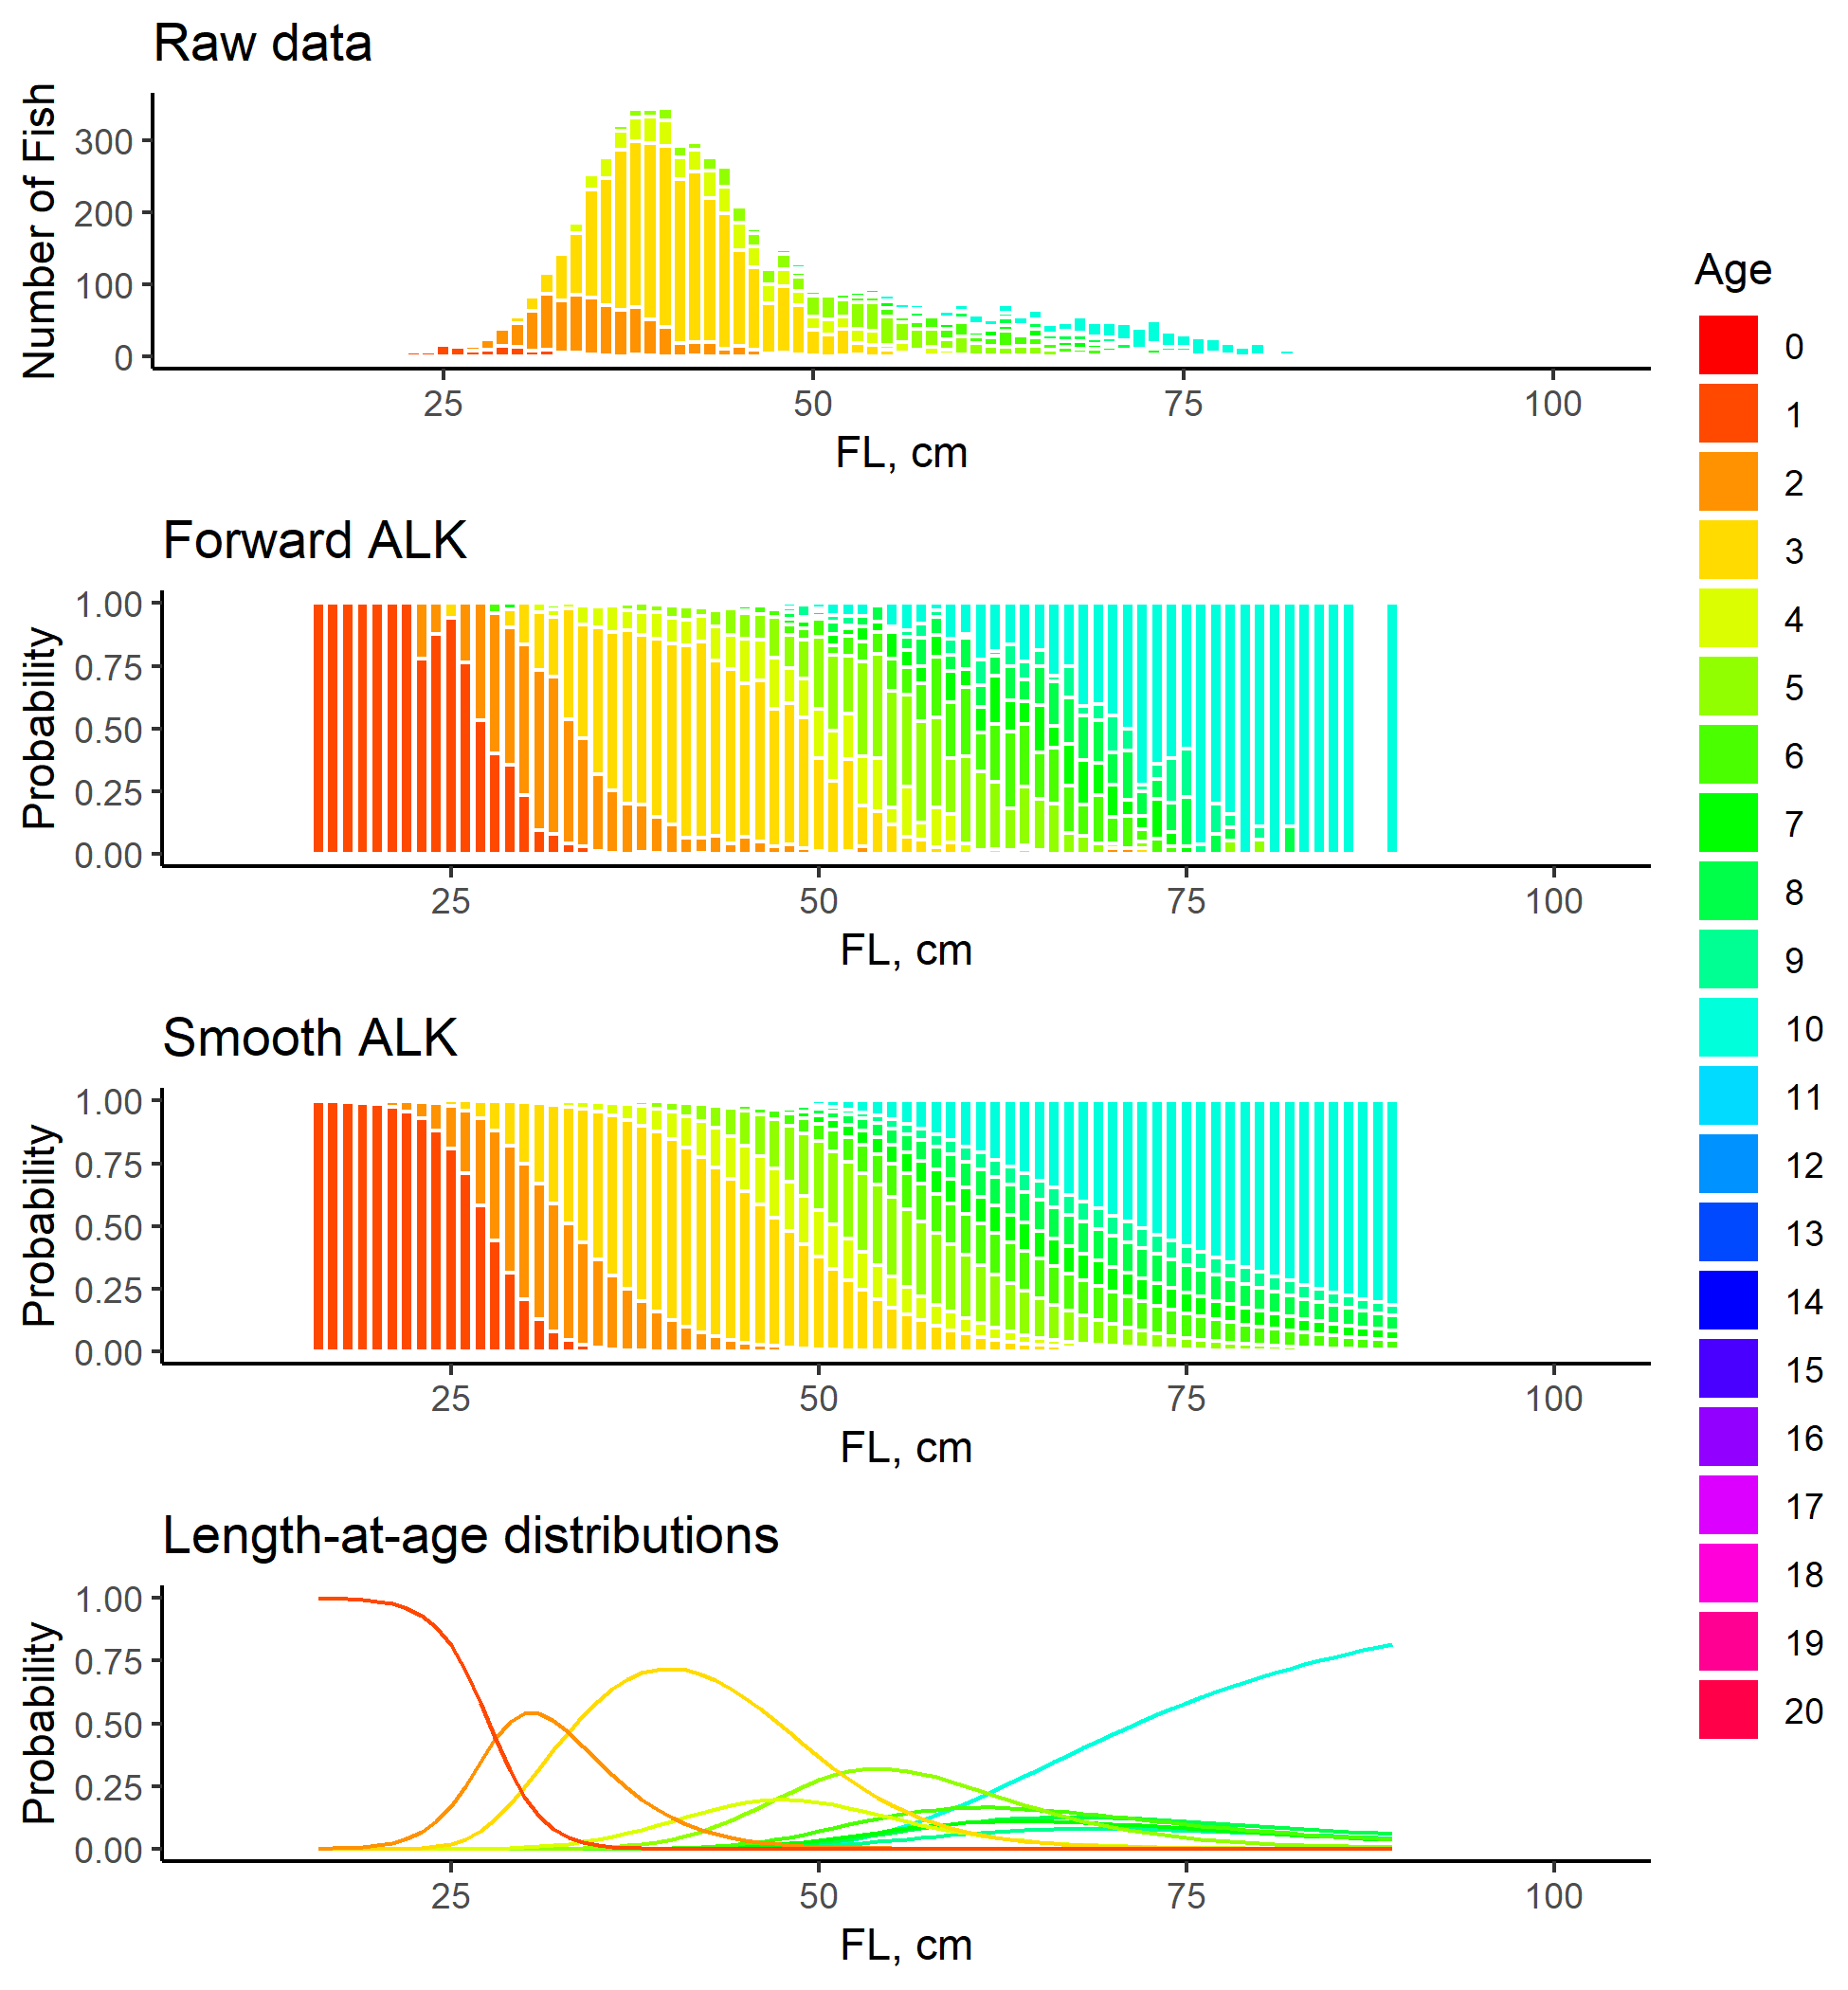 Raw data
Number of Fish
300
200
100
0
25 50 75 100
FL, cm
Forward ALK
Probability
1.00
0.75
0.50
0.25
0.00
25 50 75 100
FL, cm
Smooth ALK
Probability
1.00
0.75
0.50
0.25
0.00
25 50 75 100
FL, cm
Length-at-age distributions
Probability
1.00
0.75
0.50
0.25
0.00
25 50 75 100
FL, cm
Age
0
1
2
3
4
5
6
7
8
9
10
11
12
13
14
15
16
17
18
19
20